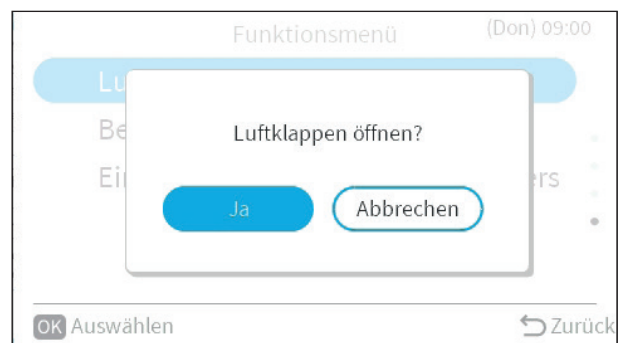 Funktionsmenü (Don) 09:00
Luftklappen öffnen?
Ja Abbrechen
OK Auswählen Zurück